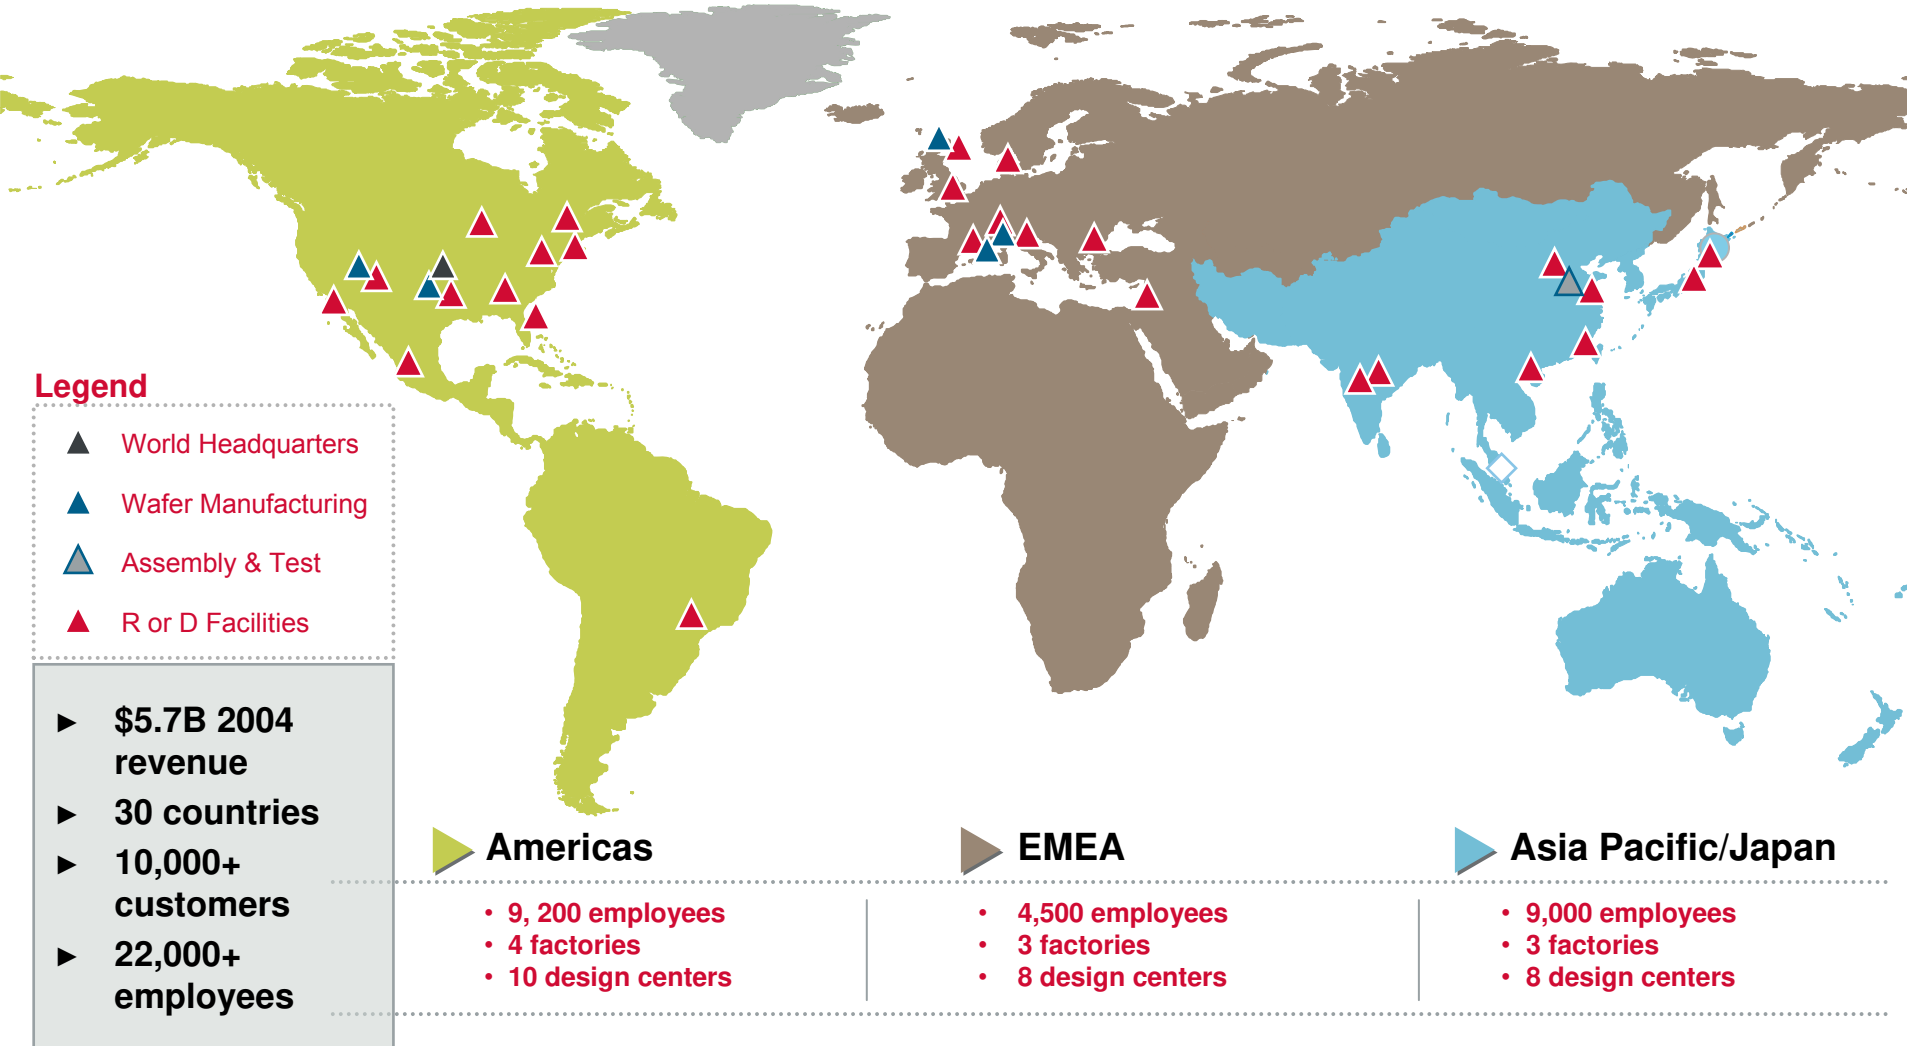 Legend
World Headquarters
Wafer Manufacturing
Assembly & Test
R or D Facilities
► $5.7B 2004
revenue
► 30 countries
► 10,000+
customers
► 22,000+
employees
Americas
• 9, 200 employees
• 4 factories
• 10 design centers
EMEA
• 4,500 employees
• 3 factories
• 8 design centers
Asia Pacific/Japan
• 9,000 employees
• 3 factories
• 8 design centers